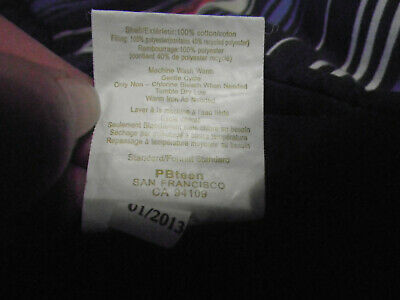 Shell/Extérieur:100% cotton/coton
Filling: 100% polyester(contains 40% recycled polyester)
Rembourrage:100% polyester
(contient 40% de polyester recyclé)
Machine Wash Warm
Gentle Cycle
Only Non - Chlorine Bleach When Needed
Tumble Dry Low
Warm Iron As Needed
Laver à la machine à l'eau tiède
Cycle délicat
Seulement Blanchiment sans chlore au besoin
Séchage par à température
Repassage à température moyenne au besoin
Standard/Format Standard
PBteen
SAN FRANCISCO
CA 94109
01/2013